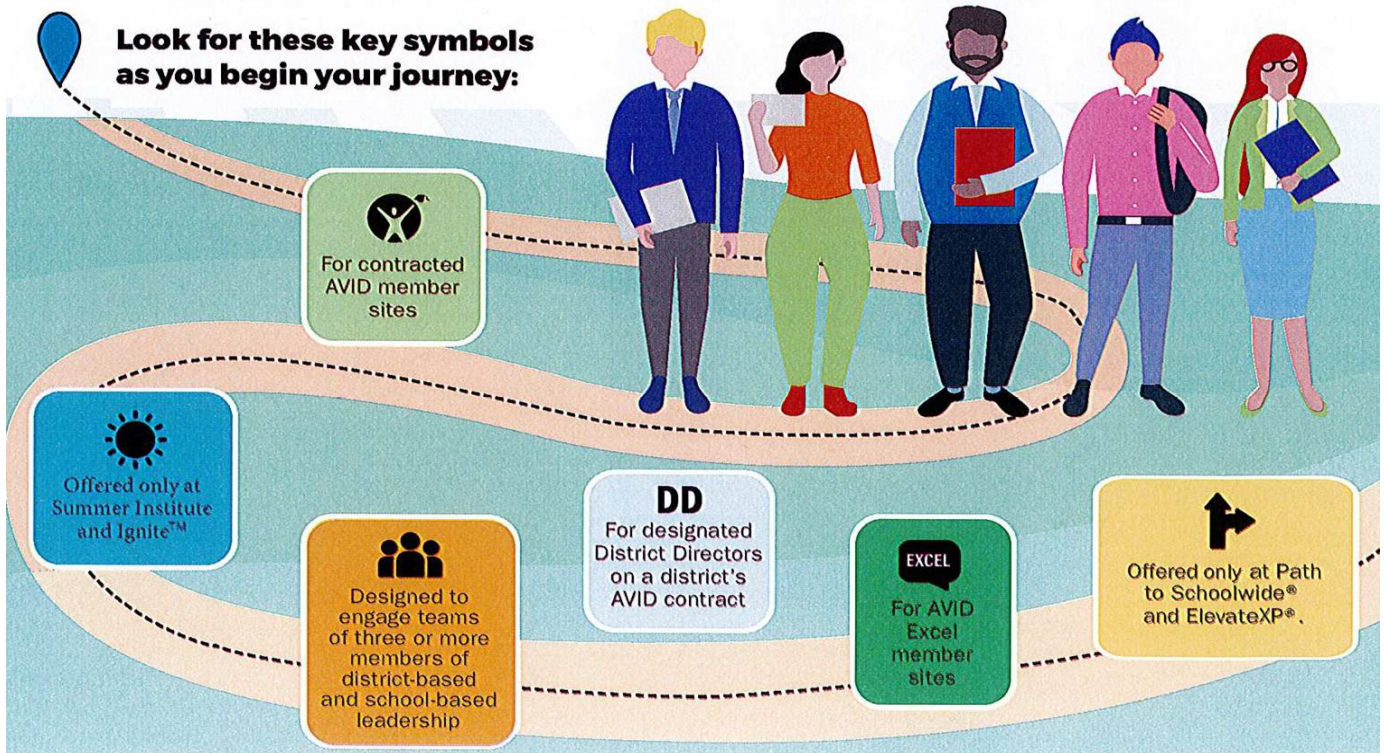 Look for these key symbols
as you begin your journey:
For contracted
AVID member
sites
Offered only at
Summer Institute
and Ignite™
Designed to
engage teams
of three or more
members of
district-based
and school-based
leadership
DD
For designated
District Directors
on a district's
AVID contract
EXCEL
For AVID
Excel
member
sites
Offered only at Path
to Schoolwide®
and ElevateXP®.